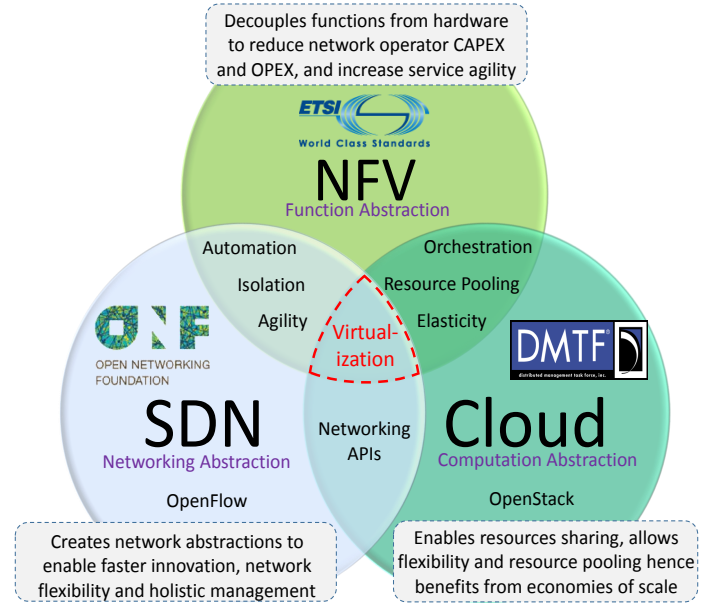 Decouples functions from hardware
to reduce network operator CAPEX
and OPEX, and increase service agility
ETSI
World Class Standards
NFV
Function Abstraction
Automation
Orchestration
Isolation
Resource Pooling
Agility
Elasticity
Virtual-
ization
OPEN NETWORKING
FOUNDATION
ONF
DMTF
distributed management task force, inc.
SDN
Cloud
Networking
APIs
Networking Abstraction
Computation Abstraction
OpenFlow
OpenStack
Creates network abstractions to
enable faster innovation, network
flexibility and holistic management
Enables resources sharing, allows
flexibility and resource pooling hence
benefits from economies of scale